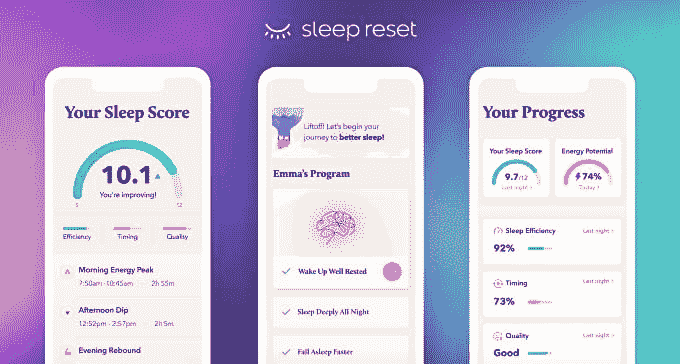 sleep reset
Your Sleep Score
10.1
You're improving!
12
Efficiency Timing Quality
Morning Energy Peak
7:50am-10:45am 2h 55m
Afternoon Dip
12:52pm-2:57pm 2h 5m
Evening Rebound
Liftoff! Let's begin your
journey to better sleep!
Emma's Program
Wake Up Well Rested
Sleep Deeply All Night
Fall Asleep Faster
Your Progress
Your Sleep Score
9.7/12
Last night >
Energy Potential
74%
Today >
Sleep Efficiency Last night >
92%
Timing Last night >
73%
Quality Last night >
Good